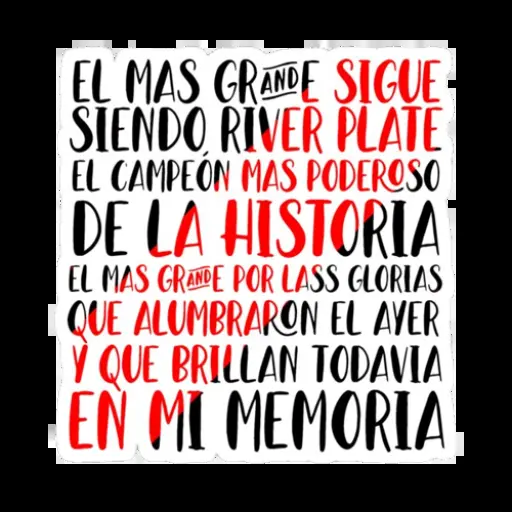 EL MAS GRANDE SIGUE
SIENDO RIVER PLATE
EL CAMPEÓN MAS PODEROSO
DE LA HISTORIA
EL MAS GRANDE POR LASS GLORIAS
QUE ALUMBRARON EL AYER
Y QUE BRILLAN TODAVIA
EN MI MEMORIA